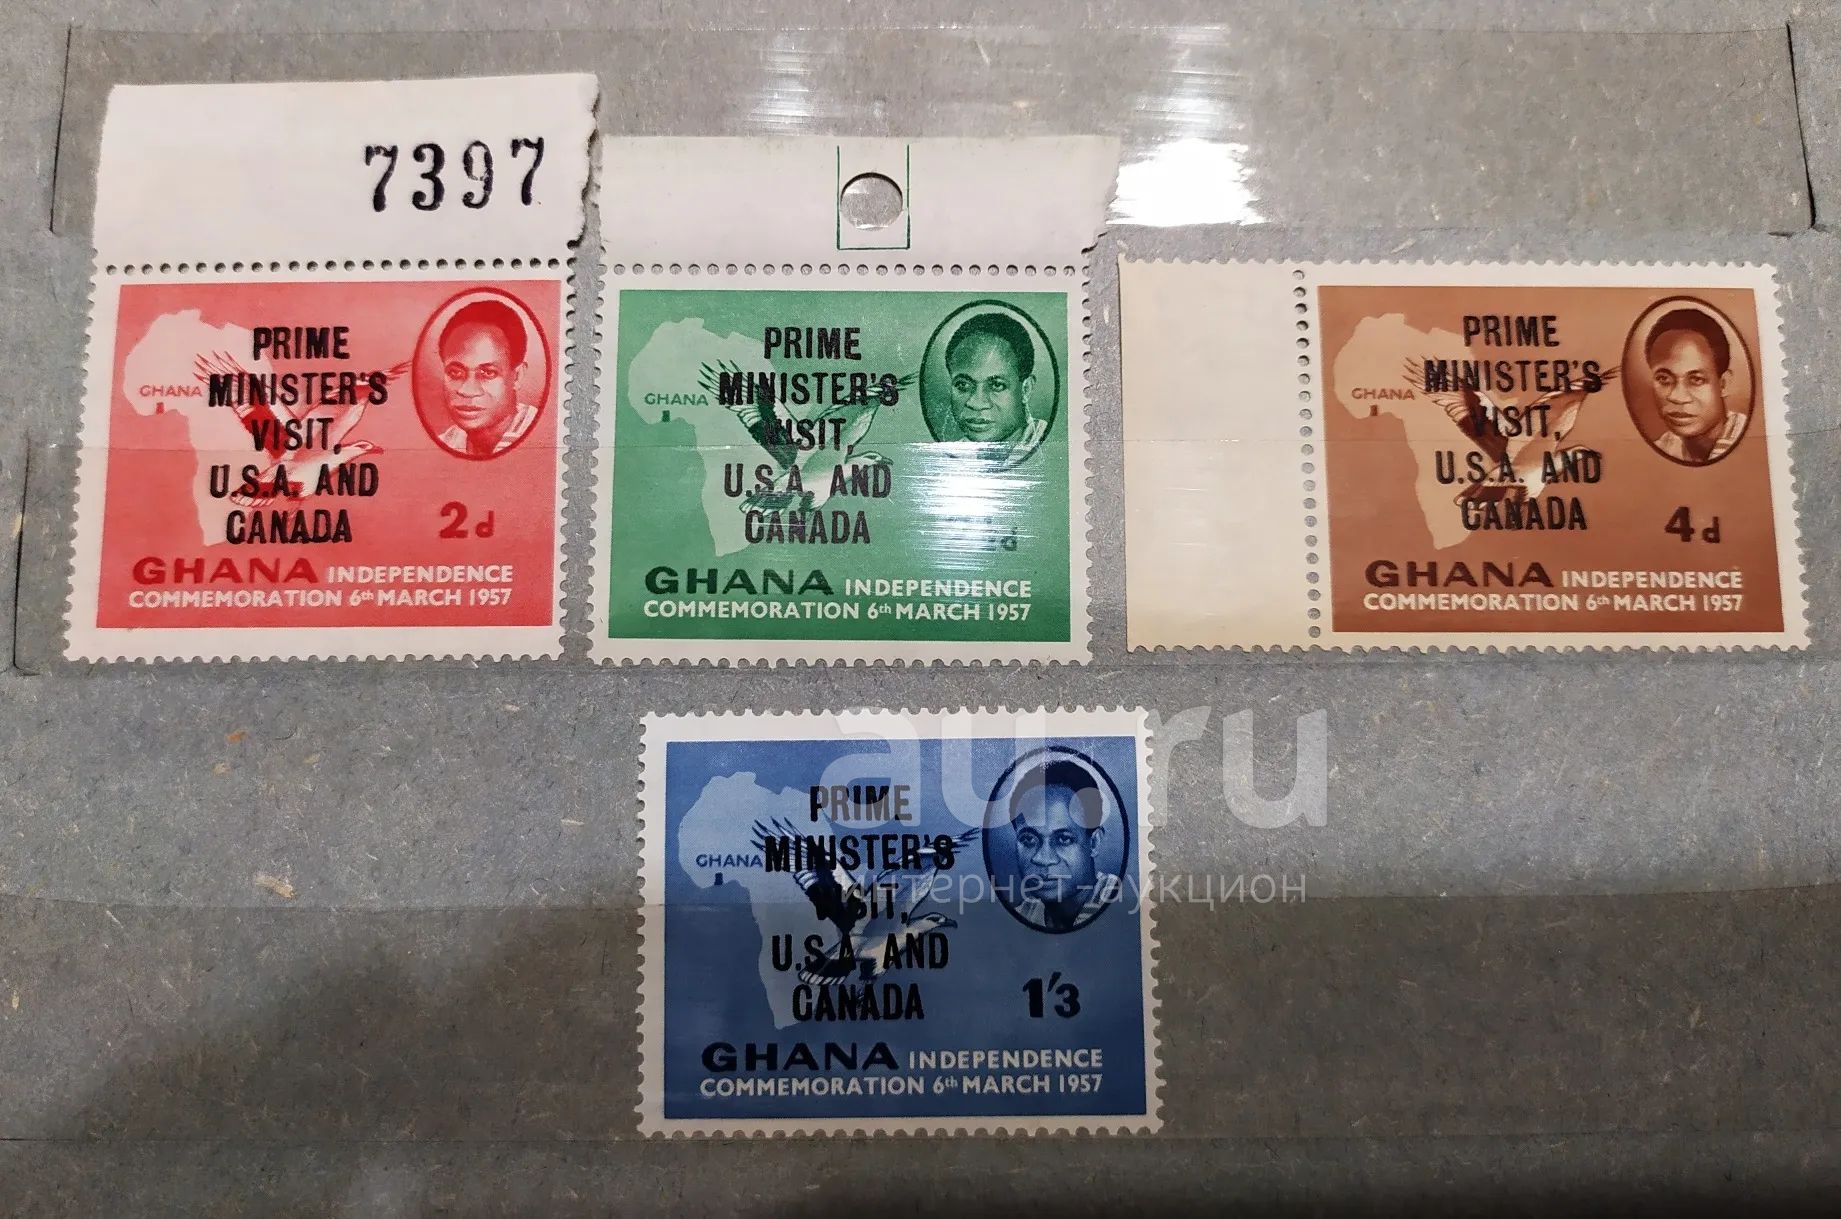 7397
PRIME
MINISTER'S
VISIT,
U.S.A. AND
CANADA
GHANA
2d
GHANA INDEPENDENCE
COMMEMORATION 6th MARCH 1957
PRIME
MINISTER'S
VISIT,
U.S.A. AND
CANADA
GHANA
d
GHANA INDEPENDENCE
COMMEMORATION 6th MARCH 1957
PRIME
MINISTER'S
VISIT,
U.S.A. AND
CANADA
GHANA
4d
GHANA INDEPENDENCE
COMMEMORATION 6th MARCH 1957
PRIME
MINISTER'S
VISIT,
U.S.A. AND
CANADA
GHANA
1'3
GHANA INDEPENDENCE
COMMEMORATION 6th MARCH 1957
au.ru
интернет-аукцион